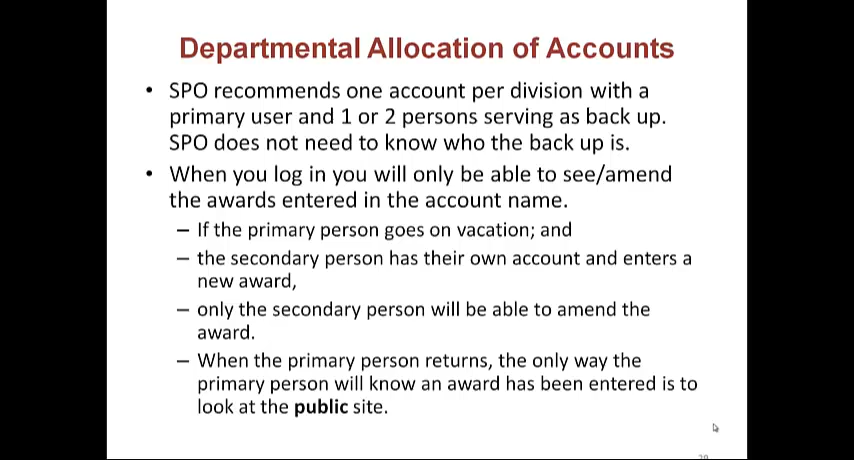 Departmental Allocation of Accounts
• SPO recommends one account per division with a
primary user and 1 or 2 persons serving as back up.
SPO does not need to know who the back up is.
• When you log in you will only be able to see/amend
the awards entered in the account name.
– If the primary person goes on vacation; and
– the secondary person has their own account and enters a
new award,
– only the secondary person will be able to amend the
award.
– When the primary person returns, the only way the
primary person will know an award has been entered is to
look at the public site.